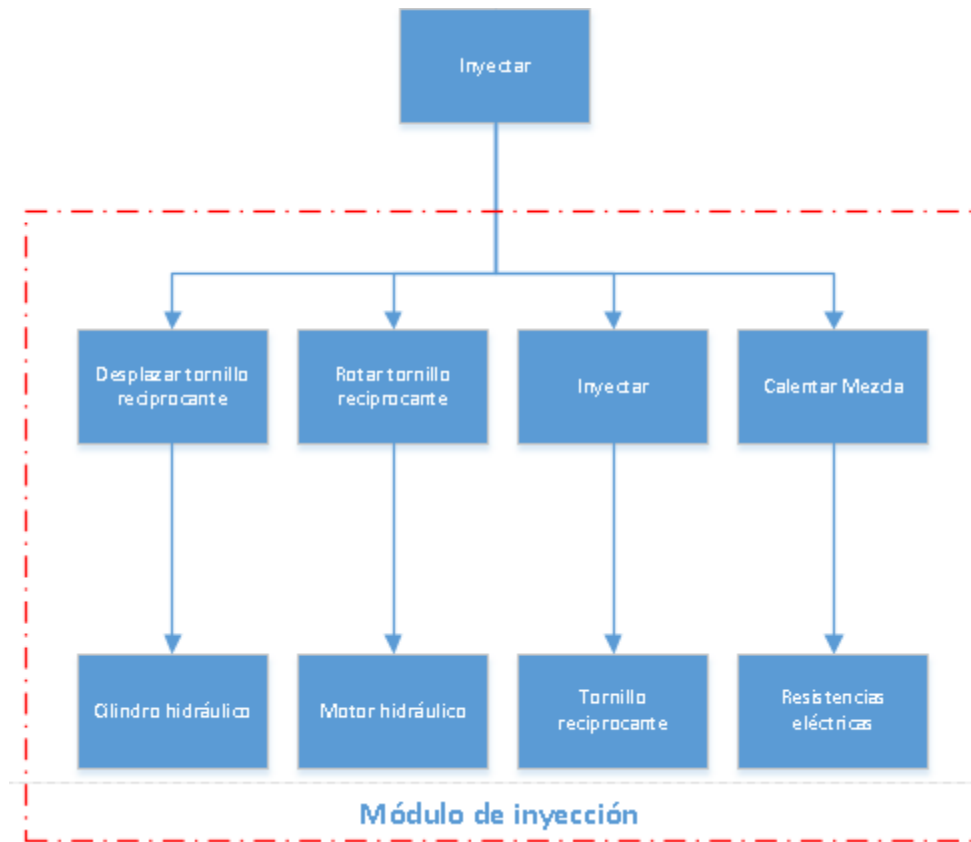 Inyectar
Desplazar tornillo
reciprocante
Rotar tornillo
reciprocante
Inyectar
Calentar Mezcla
Cilindro hidráulico
Motor hidráulico
Tornillo
reciprocante
Resistencias
eléctricas
Módulo de inyección